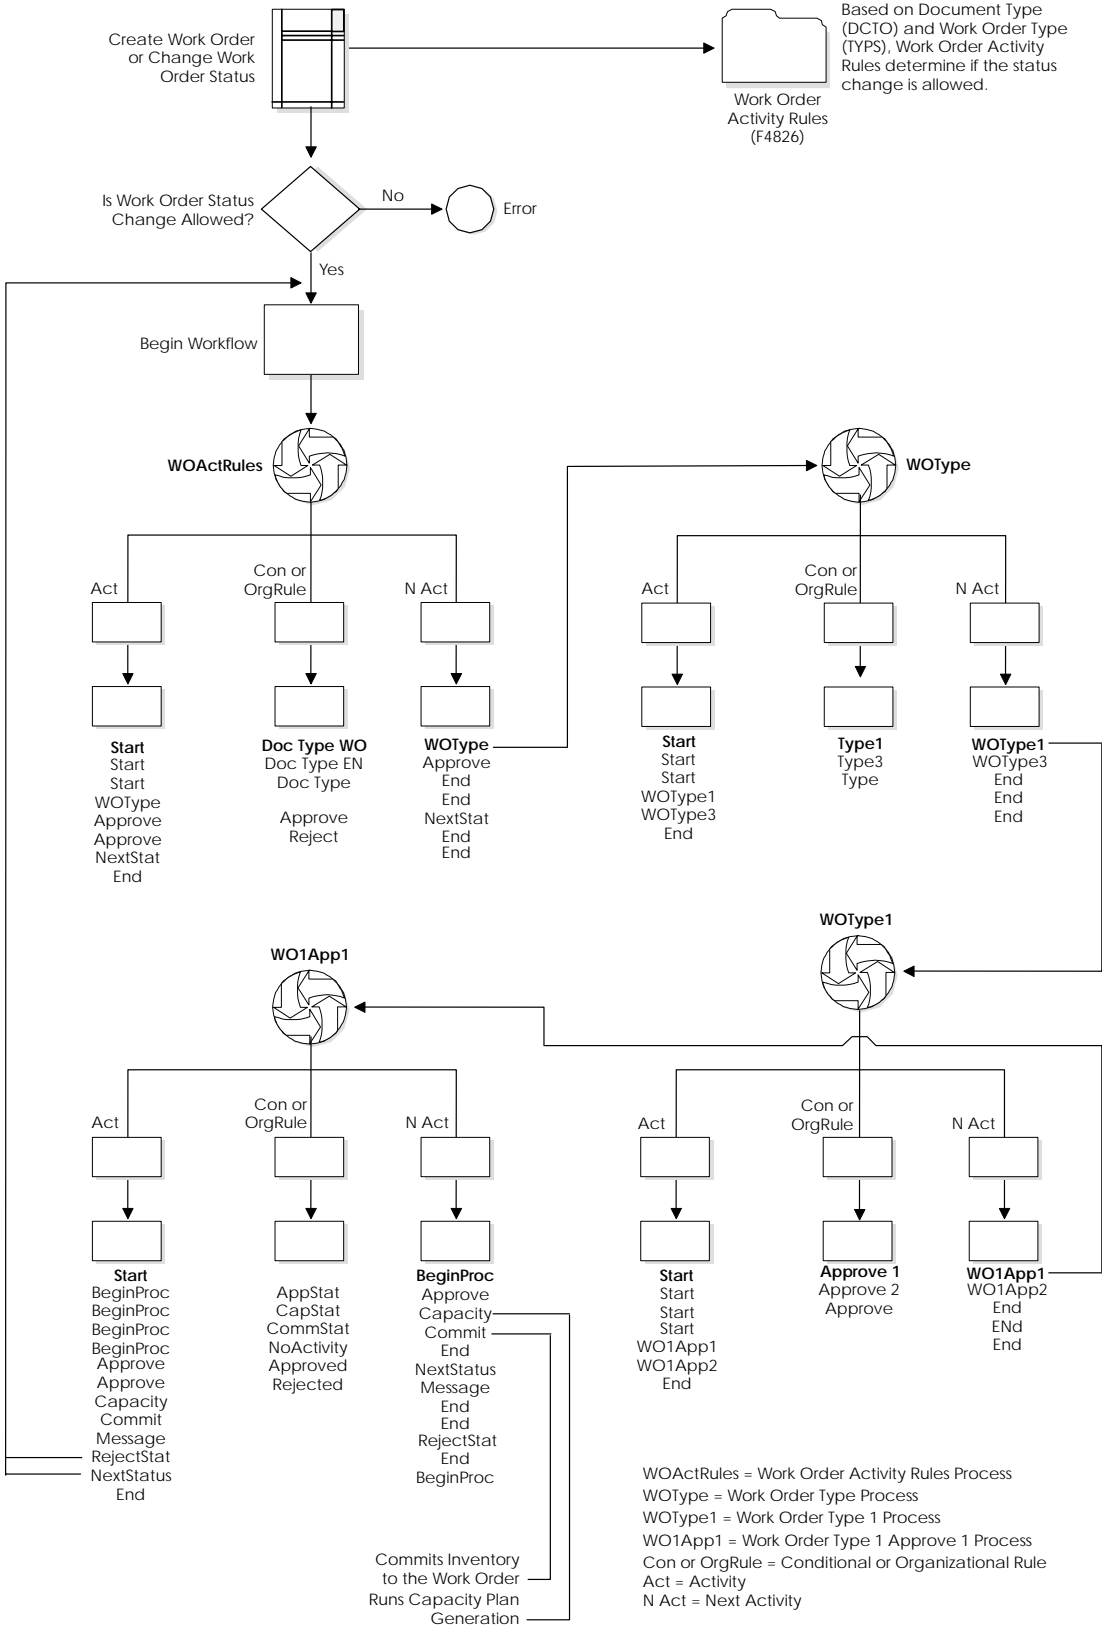 Create Work Order
or Change Work
Order Status
Based on Document Type
(DCTO) and Work Order Type
(TYPS), Work Order Activity
Rules determine if the status
change is allowed.
Work Order
Activity Rules
(F4826)
Is Work Order Status
Change Allowed?
No
Error
Yes
Begin Workflow
WOActRules
Act
Con or
OrgRule
N Act
Start
Start
Start
WOType
Approve
Approve
NextStat
End
Doc Type WO
Doc Type EN
Doc Type
Approve
Reject
WOType
Approve
End
End
NextStat
End
End
WOType
Act
Con or
OrgRule
N Act
Start
Start
Start
WOType1
WOType3
End
Type1
Type3
Type
WOType1
WOType3
End
End
End
WO1App1
Act
Con or
OrgRule
N Act
Start
BeginProc
BeginProc
BeginProc
BeginProc
Approve
Approve
Capacity
Commit
Message
RejectStat
NextStatus
End
AppStat
CapStat
CommStat
NoActivity
Approved
Rejected
BeginProc
Approve
Capacity
Commit
End
NextStatus
Message
End
End
RejectStat
End
BeginProc
Commits Inventory
to the Work Order
Runs Capacity Plan
Generation
WOType1
Act
Con or
OrgRule
N Act
Start
Start
Start
Start
WO1App1
WO1App2
End
Approve 1
Approve 2
Approve
WO1App1
WO1App2
End
ENd
End
WOActRules = Work Order Activity Rules Process
WOType = Work Order Type Process
WOType1 = Work Order Type 1 Process
WO1App1 = Work Order Type 1 Approve 1 Process
Con or OrgRule = Conditional or Organizational Rule
Act = Activity
N Act = Next Activity